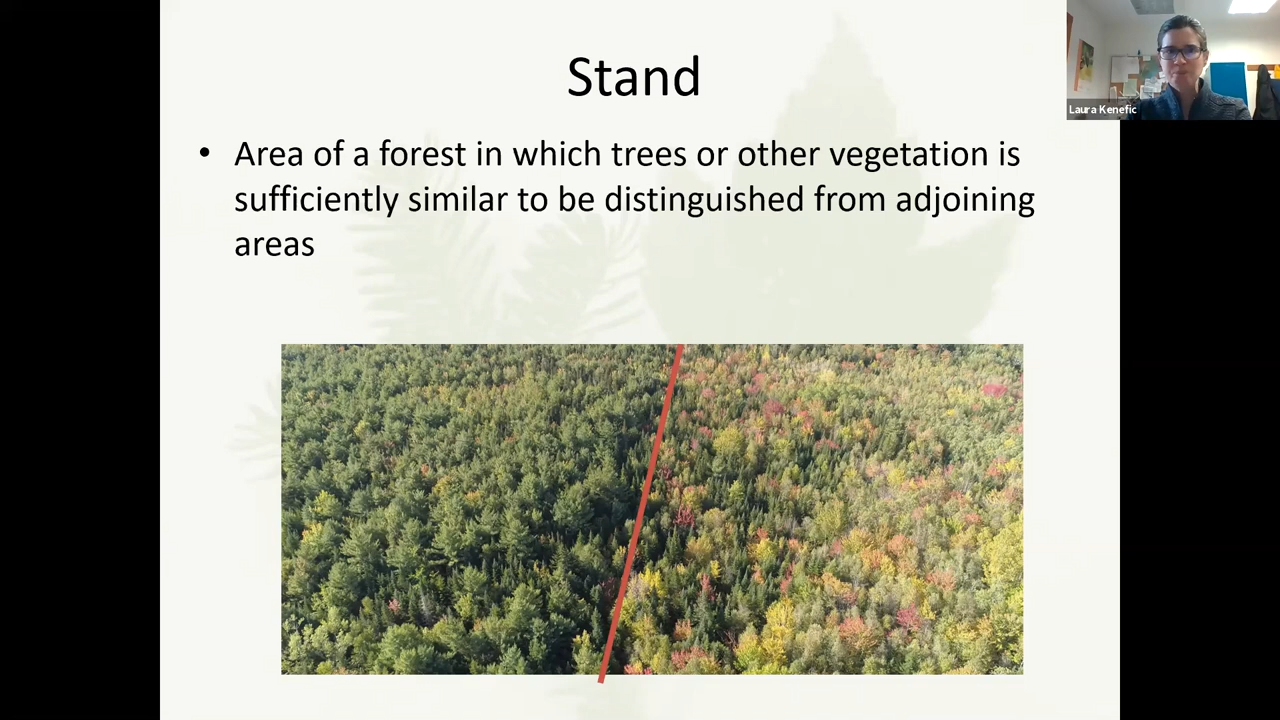 Stand
Laura Kenefic
• Area of a forest in which trees or other vegetation is
sufficiently similar to be distinguished from adjoining
areas